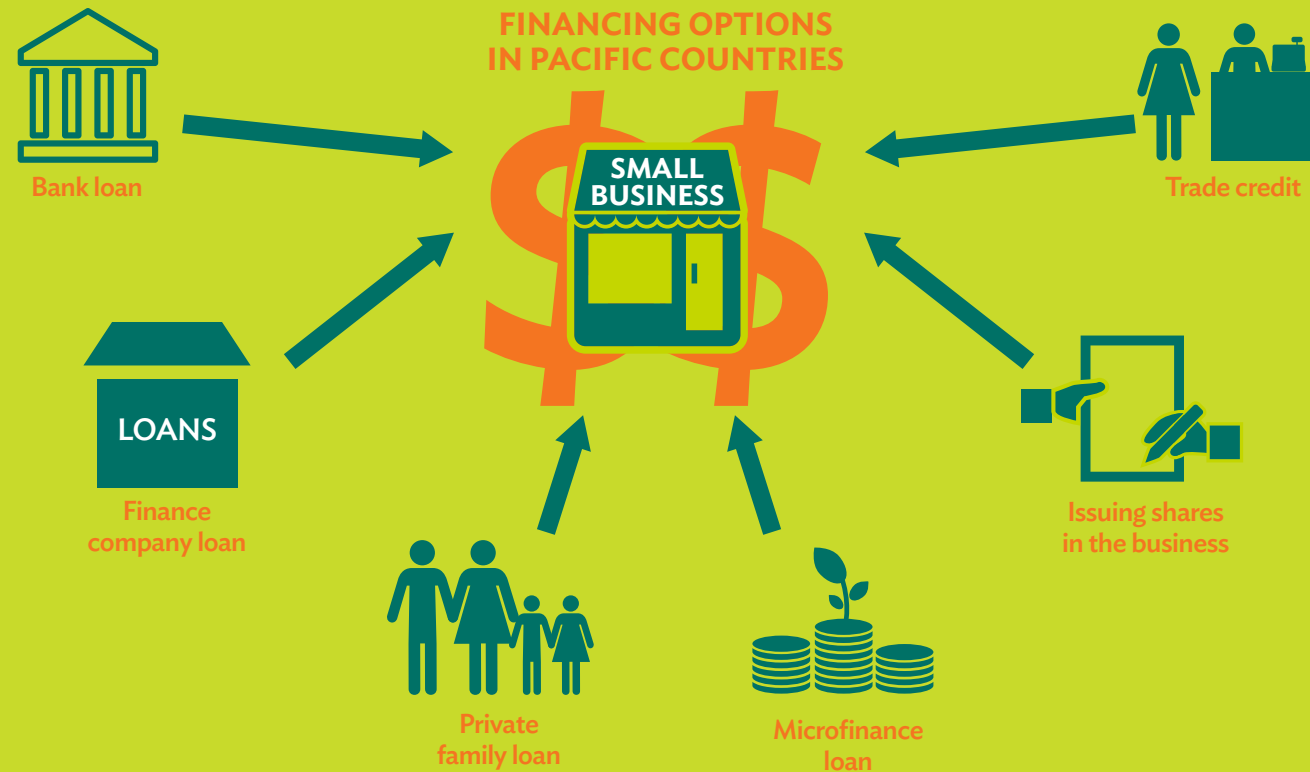 FINANCING OPTIONS
IN PACIFIC COUNTRIES
SMALL
BUSINESS
Bank loan
Trade credit
LOANS
Finance
company loan
Issuing shares
in the business
Private
family loan
Microfinance
loan